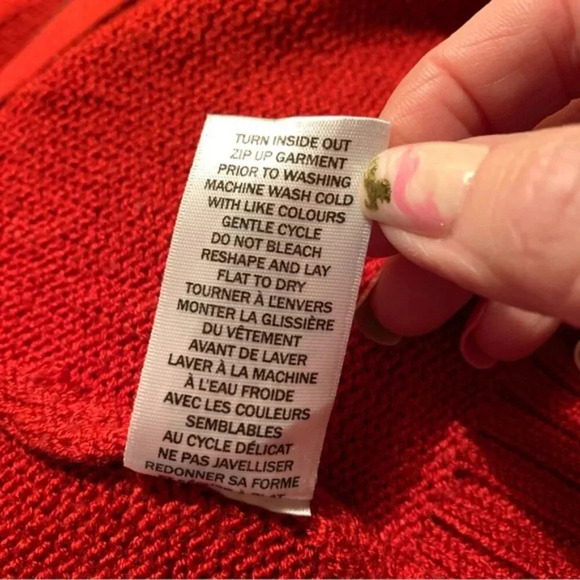 TURN INSIDE OUT
ZIP UP GARMENT
PRIOR TO WASHING
MACHINE WASH COLD
WITH LIKE COLOURS
GENTLE CYCLE
DO NOT BLEACH
RESHAPE AND LAY
FLAT TO DRY
TOURNER À L'ENVERS
MONTER LA GLISSIÈRE
DU VÊTEMENT
AVANT DE LAVER
LAVER À LA MACHINE
À L'EAU FROIDE
AVEC LES COULEURS
SEMBLABLES
AU CYCLE DÉLICAT
NE PAS JAVELLISER
REDONNER SA FORME